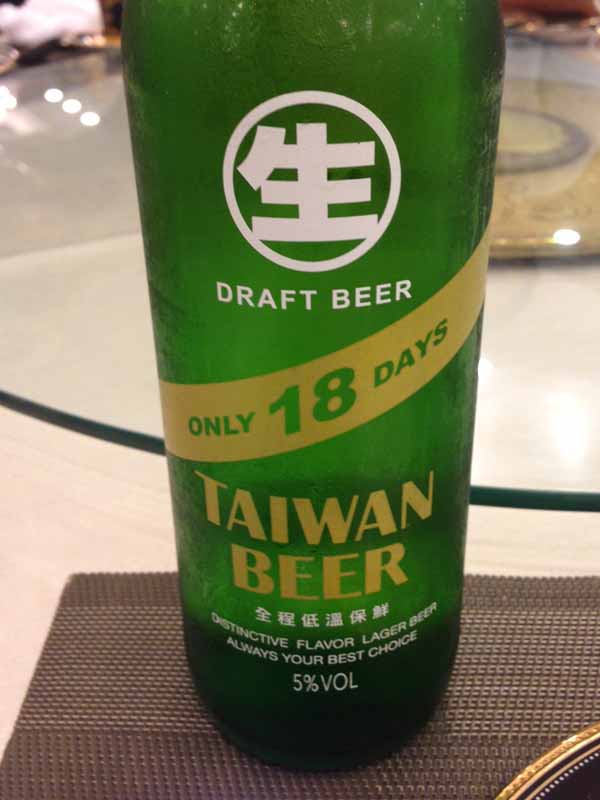 生
DRAFT BEER
ONLY 18 DAYS
TAIWAN
BEER
全程低溫保鮮
DISTINCTIVE FLAVOR LAGER BEER
ALWAYS YOUR BEST CHOICE
5%VOL